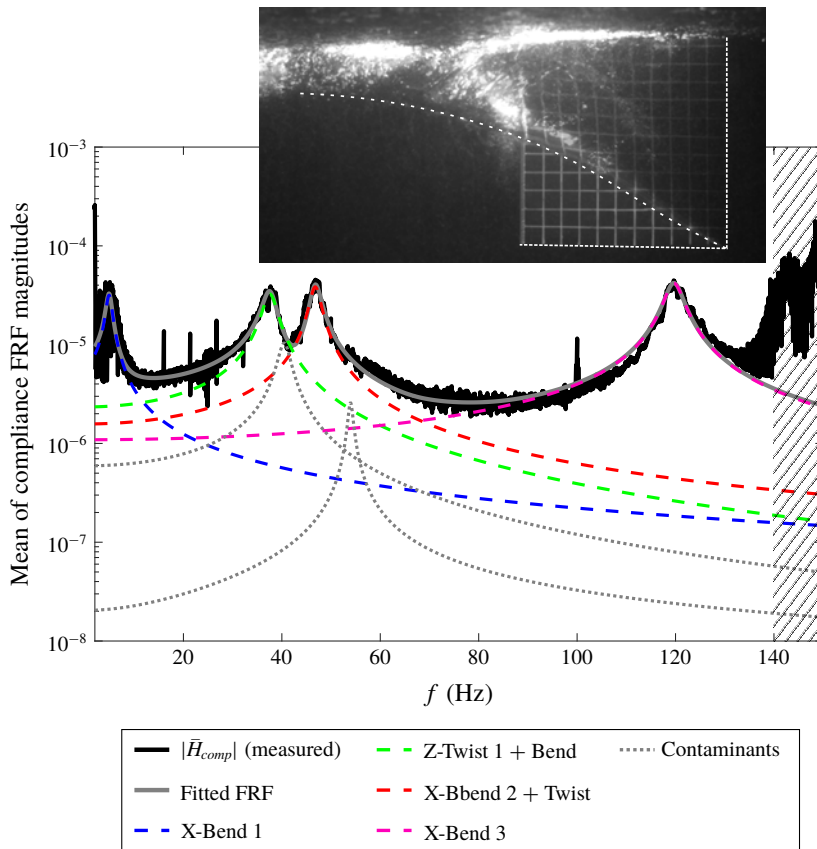 10⁻³
10⁻⁴
10⁻⁵
10⁻⁶
10⁻⁷
10⁻⁸
Mean of compliance FRF magnitudes
20 40 60 80 100 120 140
f (Hz)
|H̄comp| (measured)
Fitted FRF
X-Bend 1
Z-Twist 1 + Bend
X-Bbend 2 + Twist
X-Bend 3
Contaminants